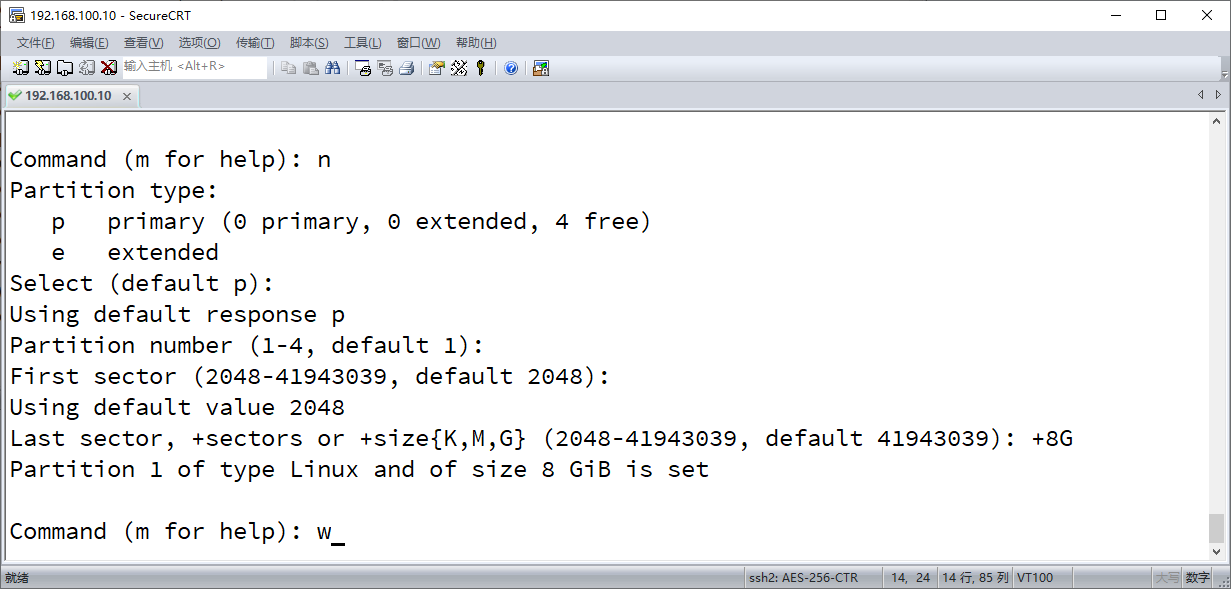 192.168.100.10 - SecureCRT
文件(F) 编辑(E) 查看(V) 选项(O) 传输(T) 脚本(S) 工具(L) 窗口(W) 帮助(H)
输入主机 <Alt+R>
192.168.100.10
Command (m for help): n
Partition type:
   p   primary (0 primary, 0 extended, 4 free)
   e   extended
Select (default p):
Using default response p
Partition number (1-4, default 1):
First sector (2048-41943039, default 2048):
Using default value 2048
Last sector, +sectors or +size{K,M,G} (2048-41943039, default 41943039): +8G
Partition 1 of type Linux and of size 8 GiB is set
Command (m for help): w_
就绪 ssh2: AES-256-CTR 14, 24 14 行, 85 列 VT100 大写 数字